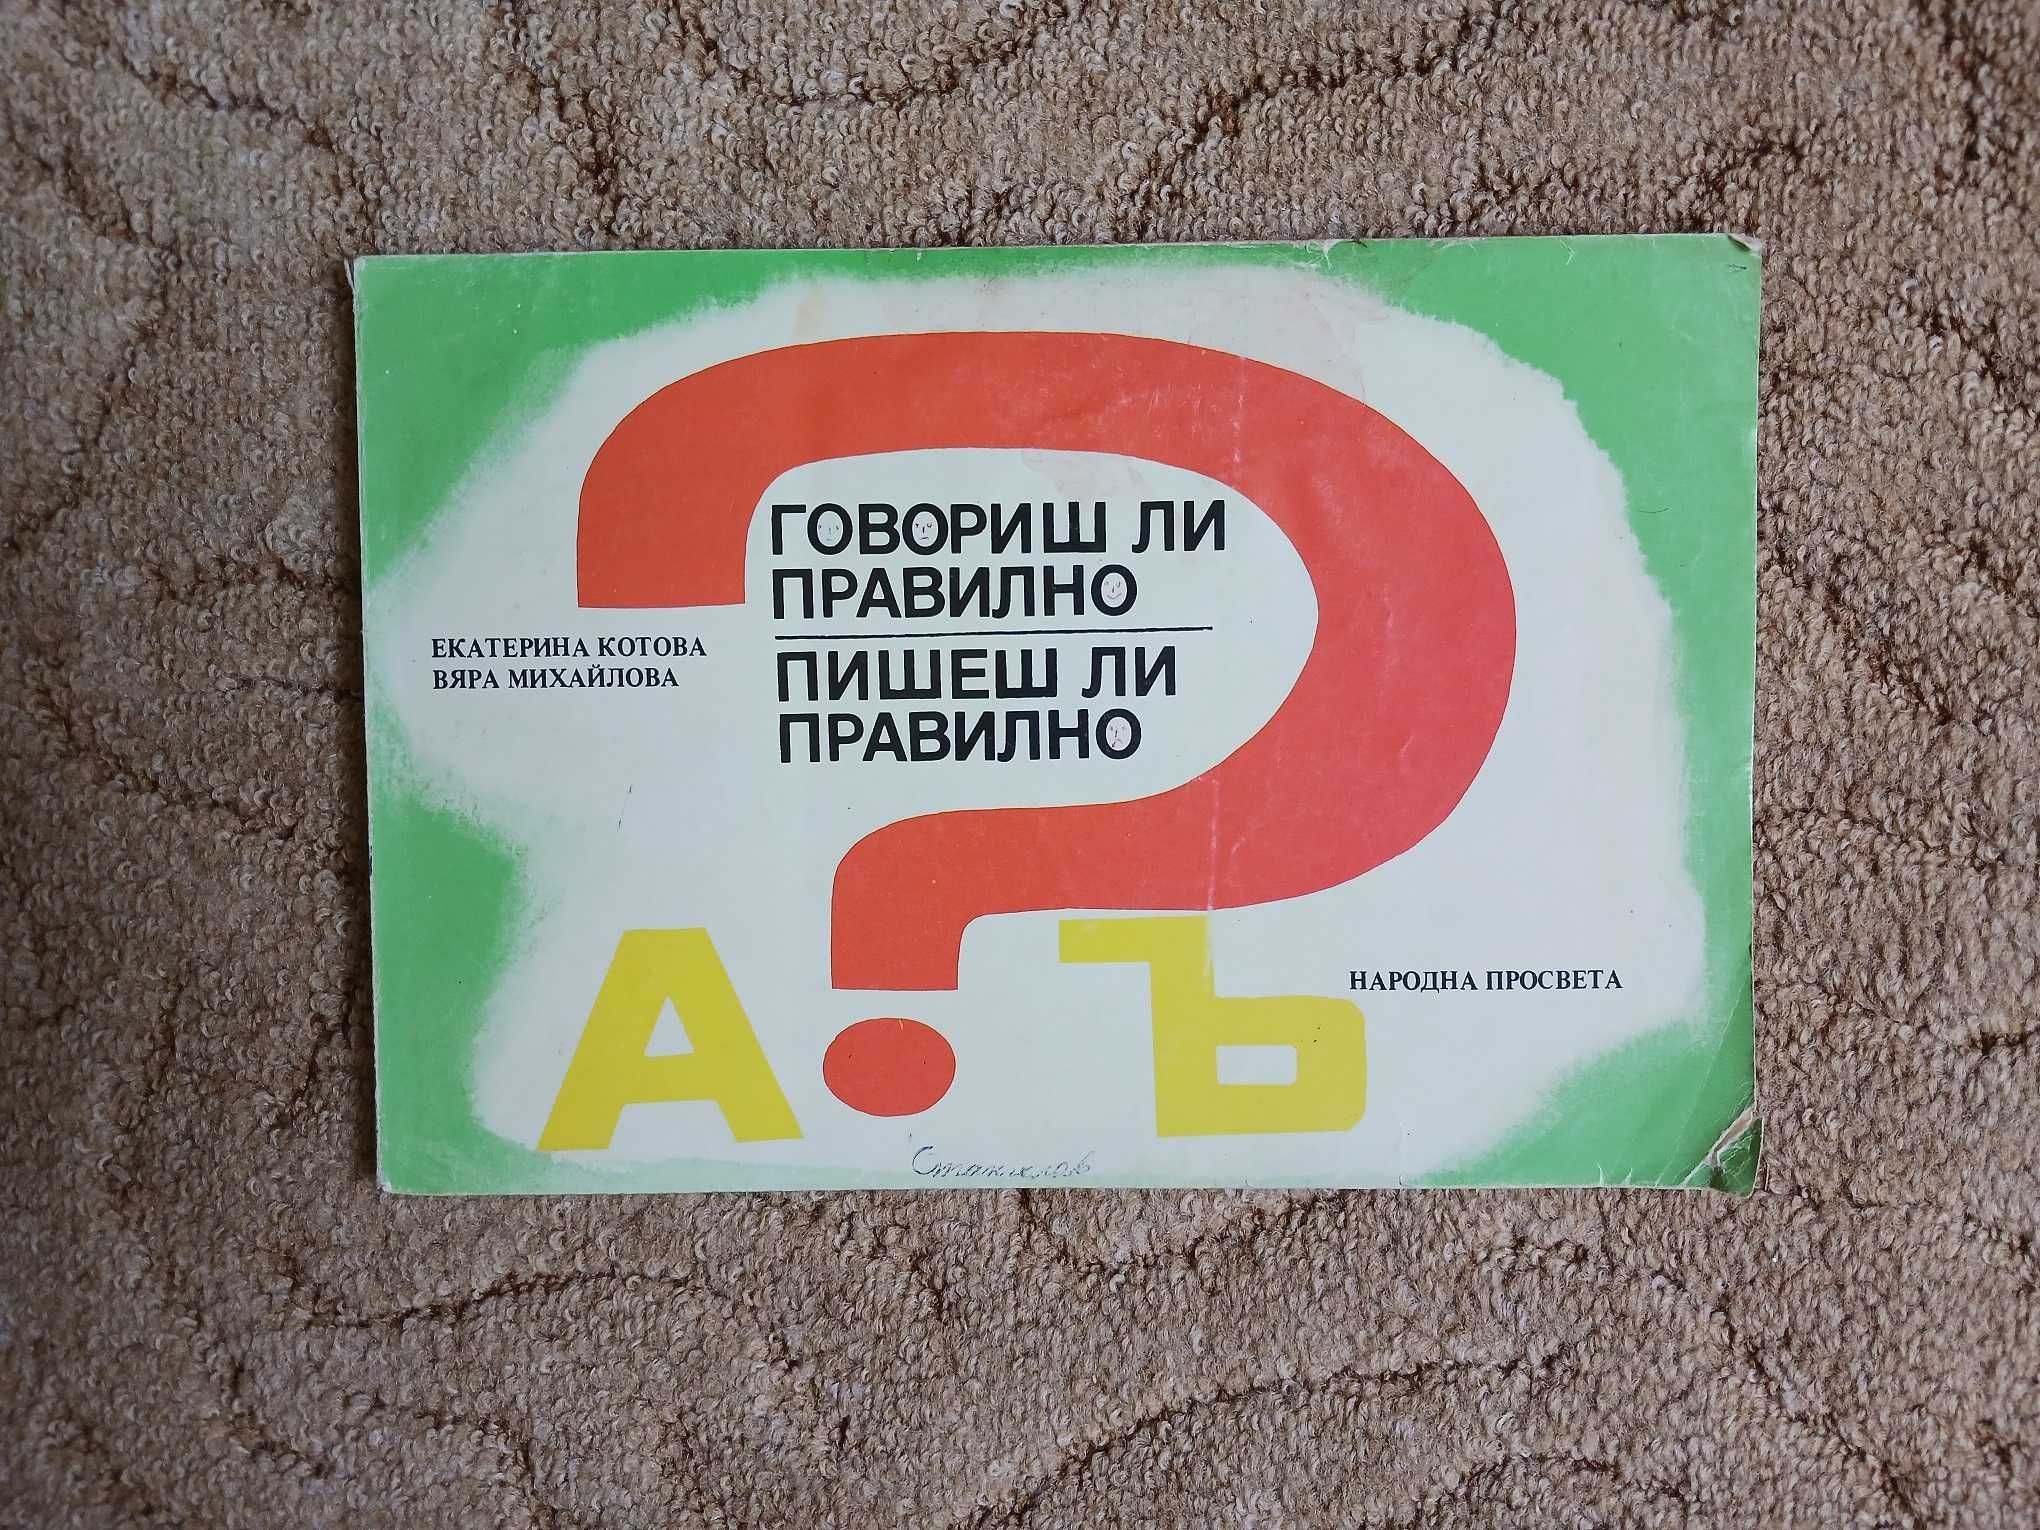 ГОВОРИШ ЛИ
ПРАВИЛНО
ПИШЕШ ЛИ
ПРАВИЛНО
?
ЕКАТЕРИНА КОТОВА
ВЯРА МИХАЙЛОВА
А Ъ
НАРОДНА ПРОСВЕТА